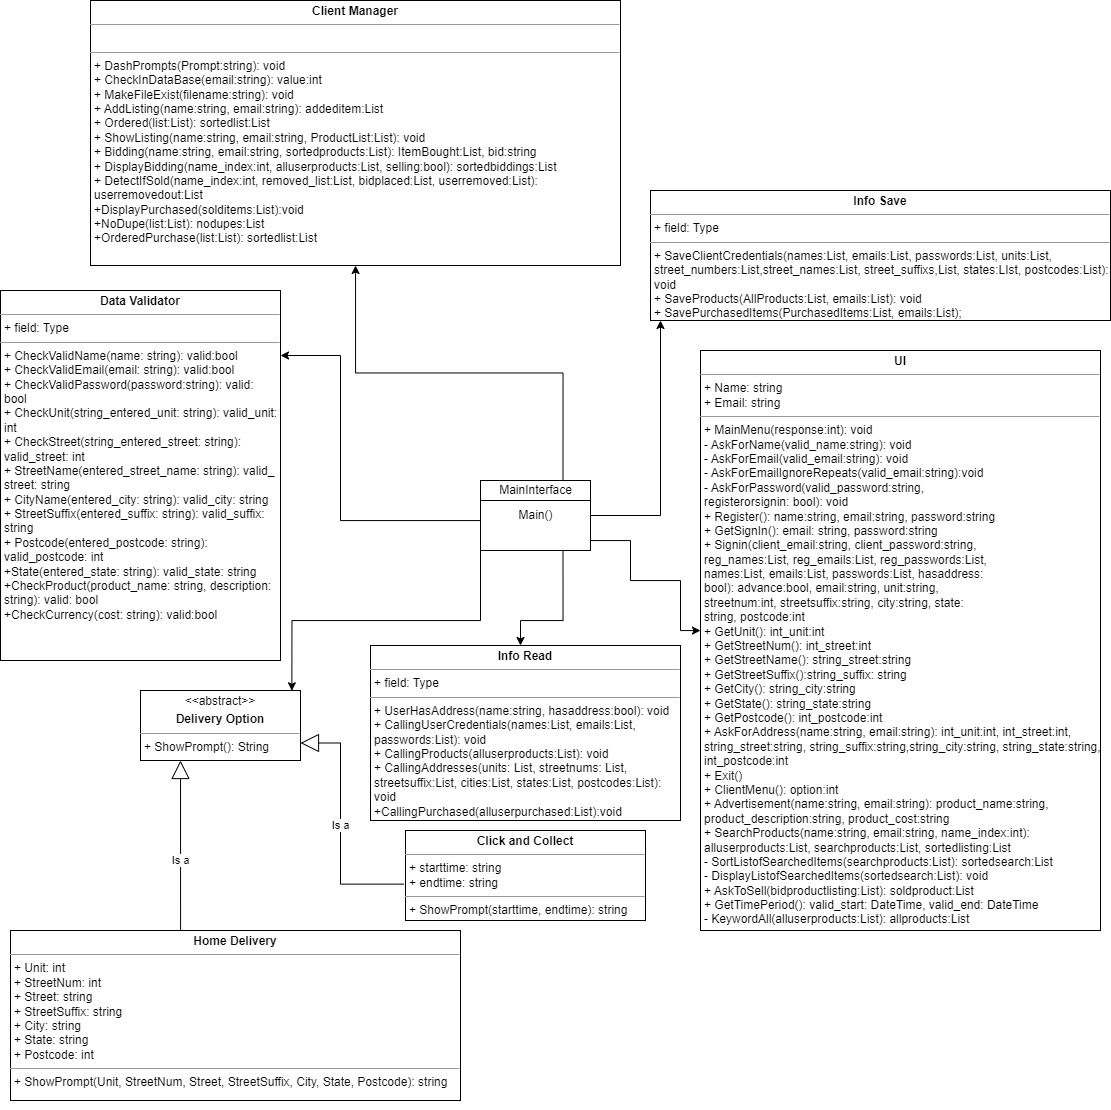 Client Manager
+ DashPrompts(Prompt:string): void
+ CheckInDataBase(email:string): value:int
+ MakeFileExist(filename:string): void
+ AddListing(name:string, email:string): addeditem:List
+ Ordered(list:List): sortedlist:List
+ ShowListing(name:string, email:string, ProductList:List): void
+ Bidding(name:string, email:string, sortedproducts:List): ItemBought:List, bid:string
+ DisplayBidding(name_index:int, alluserproducts:List, selling:bool): sortedbiddings:List
+ DetectIfSold(name_index:int, removed_list:List, bidplaced:List, userremoved:List):
userremovedout:List
+DisplayPurchased(solditems:List):void
+NoDupe(list:List): nodupes:List
+OrderedPurchase(list:List): sortedlist:List
Info Save
+ field: Type
+ SaveClientCredentials(names:List, emails:List, passwords:List, units:List,
street_numbers:List,street_names:List, street_suffixs,List, states:LIst, postcodes:List):
void
+ SaveProducts(AllProducts:List, emails:List): void
+ SavePurchasedItems(PurchasedItems:List, emails:List);
Data Validator
+ field: Type
+ CheckValidName(name: string): valid:bool
+ CheckValidEmail(email: string): valid:bool
+ CheckValidPassword(password:string): valid:
bool
+ CheckUnit(string_entered_unit: string): valid_unit:
int
+ CheckStreet(string_entered_street: string):
valid_street: int
+ StreetName(entered_street_name: string): valid_
street: string
+ CityName(entered_city: string): valid_city: string
+ StreetSuffix(entered_suffix: string): valid_suffix:
string
+ Postcode(entered_postcode: string):
valid_postcode: int
+State(entered_state: string): valid_state: string
+CheckProduct(product_name: string, description:
string): valid: bool
+CheckCurrency(cost: string): valid:bool
UI
+ Name: string
+ Email: string
+ MainMenu(response:int): void
- AskForName(valid_name:string): void
- AskForEmail(valid_email:string): void
- AskForEmailIgnoreRepeats(valid_email:string):void
- AskForPassword(valid_password:string,
registerorsignin: bool): void
+ Register(): name:string, email:string, password:string
+ GetSignIn(): email: string, password:string
+ Signin(client_email:string, client_password:string,
reg_names:List, reg_emails:List, reg_passwords:List,
names:List, emails:List, passwords:List, hasaddress:
bool): advance:bool, email:string, unit:string,
streetnum:int, streetsuffix:string, city:string, state:
string, postcode:int
+ GetUnit(): int_unit:int
+ GetStreetNum(): int_street:int
+ GetStreetName(): string_street:string
+ GetStreetSuffix():string_suffix: string
+ GetCity(): string_city:string
+ GetState(): string_state:string
+ GetPostcode(): int_postcode:int
+ AskForAddress(name:string, email:string): int_unit:int, int_street:int,
string_street:string, string_suffix:string,string_city:string, string_state:string,
int_postcode:int
+ Exit()
+ ClientMenu(): option:int
+ Advertisement(name:string, email:string): product_name:string,
product_description:string, product_cost:string
+ SearchProducts(name:string, email:string, name_index:int):
alluserproducts:List, searchproducts:List, sortedlisting:List
- SortListofSearchedItems(searchproducts:List): sortedsearch:List
- DisplayListofSearchedItems(sortedsearch:List): void
+ AskToSell(bidproductlisting:List): soldproduct:List
+ GetTimePeriod(): valid_start: DateTime, valid_end: DateTime
- KeywordAll(alluserproducts:List): allproducts:List
MainInterface
Main()
Info Read
+ field: Type
+ UserHasAddress(name:string, hasaddress:bool): void
+ CallingUserCredentials(names:List, emails:List,
passwords:List): void
+ CallingProducts(alluserproducts:List): void
+ CallingAddresses(units: List, streetnums: List,
streetsuffix:List, cities:List, states:List, postcodes:List):
void
+CallingPurchased(alluserpurchased:List):void
<<abstract>>
Delivery Option
+ ShowPrompt(): String
Is a
Is a
Click and Collect
+ starttime: string
+ endtime: string
+ ShowPrompt(starttime, endtime): string
Home Delivery
+ Unit: int
+ StreetNum: int
+ Street: string
+ StreetSuffix: string
+ City: string
+ State: string
+ Postcode: int
+ ShowPrompt(Unit, StreetNum, Street, StreetSuffix, City, State, Postcode): string